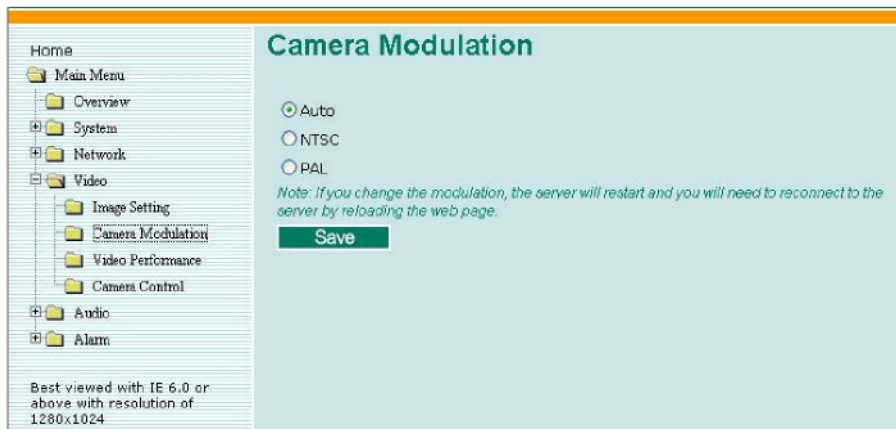 Home
Main Menu
Overview
System
Network
Video
Image Setting
Camera Modulation
Video Performance
Camera Control
Audio
Alarm
Best viewed with IE 6.0 or
above with resolution of
1280x1024
Camera Modulation
Auto
NTSC
PAL
Note: If you change the modulation, the server will restart and you will need to reconnect to the
server by reloading the web page.
Save